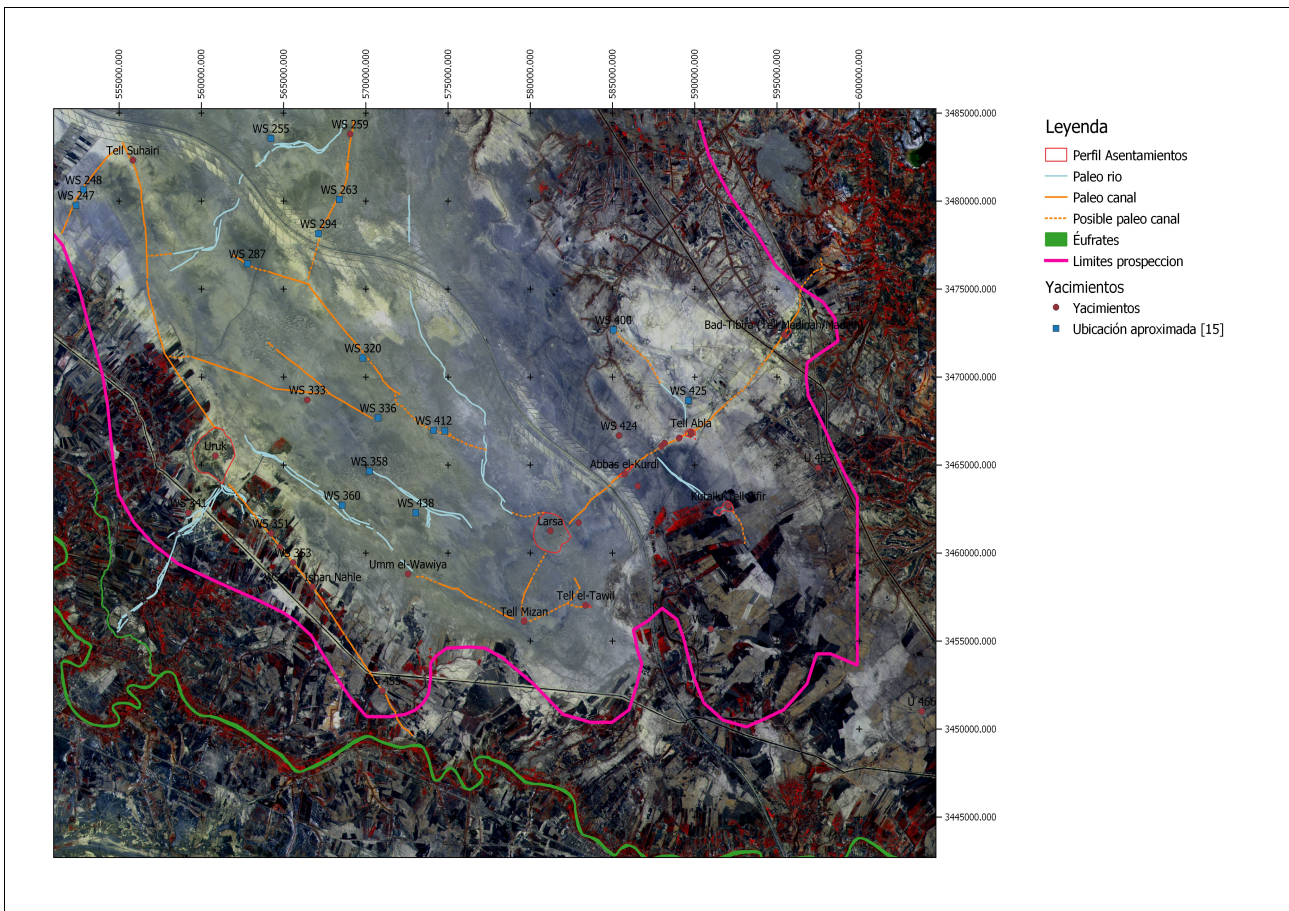 555000.000
560000.000
565000.000
570000.000
575000.000
580000.000
585000.000
590000.000
595000.000
600000.000
3485000.000
3480000.000
3475000.000
3470000.000
3465000.000
3460000.000
3455000.000
3450000.000
3445000.000
WS 255
WS 259
Tell Suhairi
WS 248
WS 247
WS 263
WS 294
WS 287
WS 400
Bad-Tibira (Tell
WS 320
WS 333
WS 425
WS 336
WS 412
WS 424
Tell Abla
Uruk
Abbas el-Kurdi
U 453
WS 358
WS 341
WS 360
WS 438
WS 351
Larsa
WS 353
Umm el-Wawiya
Ishan Nahle
Tell el-Tawil
Tell Mizan
U 466
Leyenda
Perfil Asentamientos
Paleo rio
Paleo canal
Posible paleo canal
Éufrates
Limites prospeccion
Yacimientos
Yacimientos
Ubicación aproximada [15]